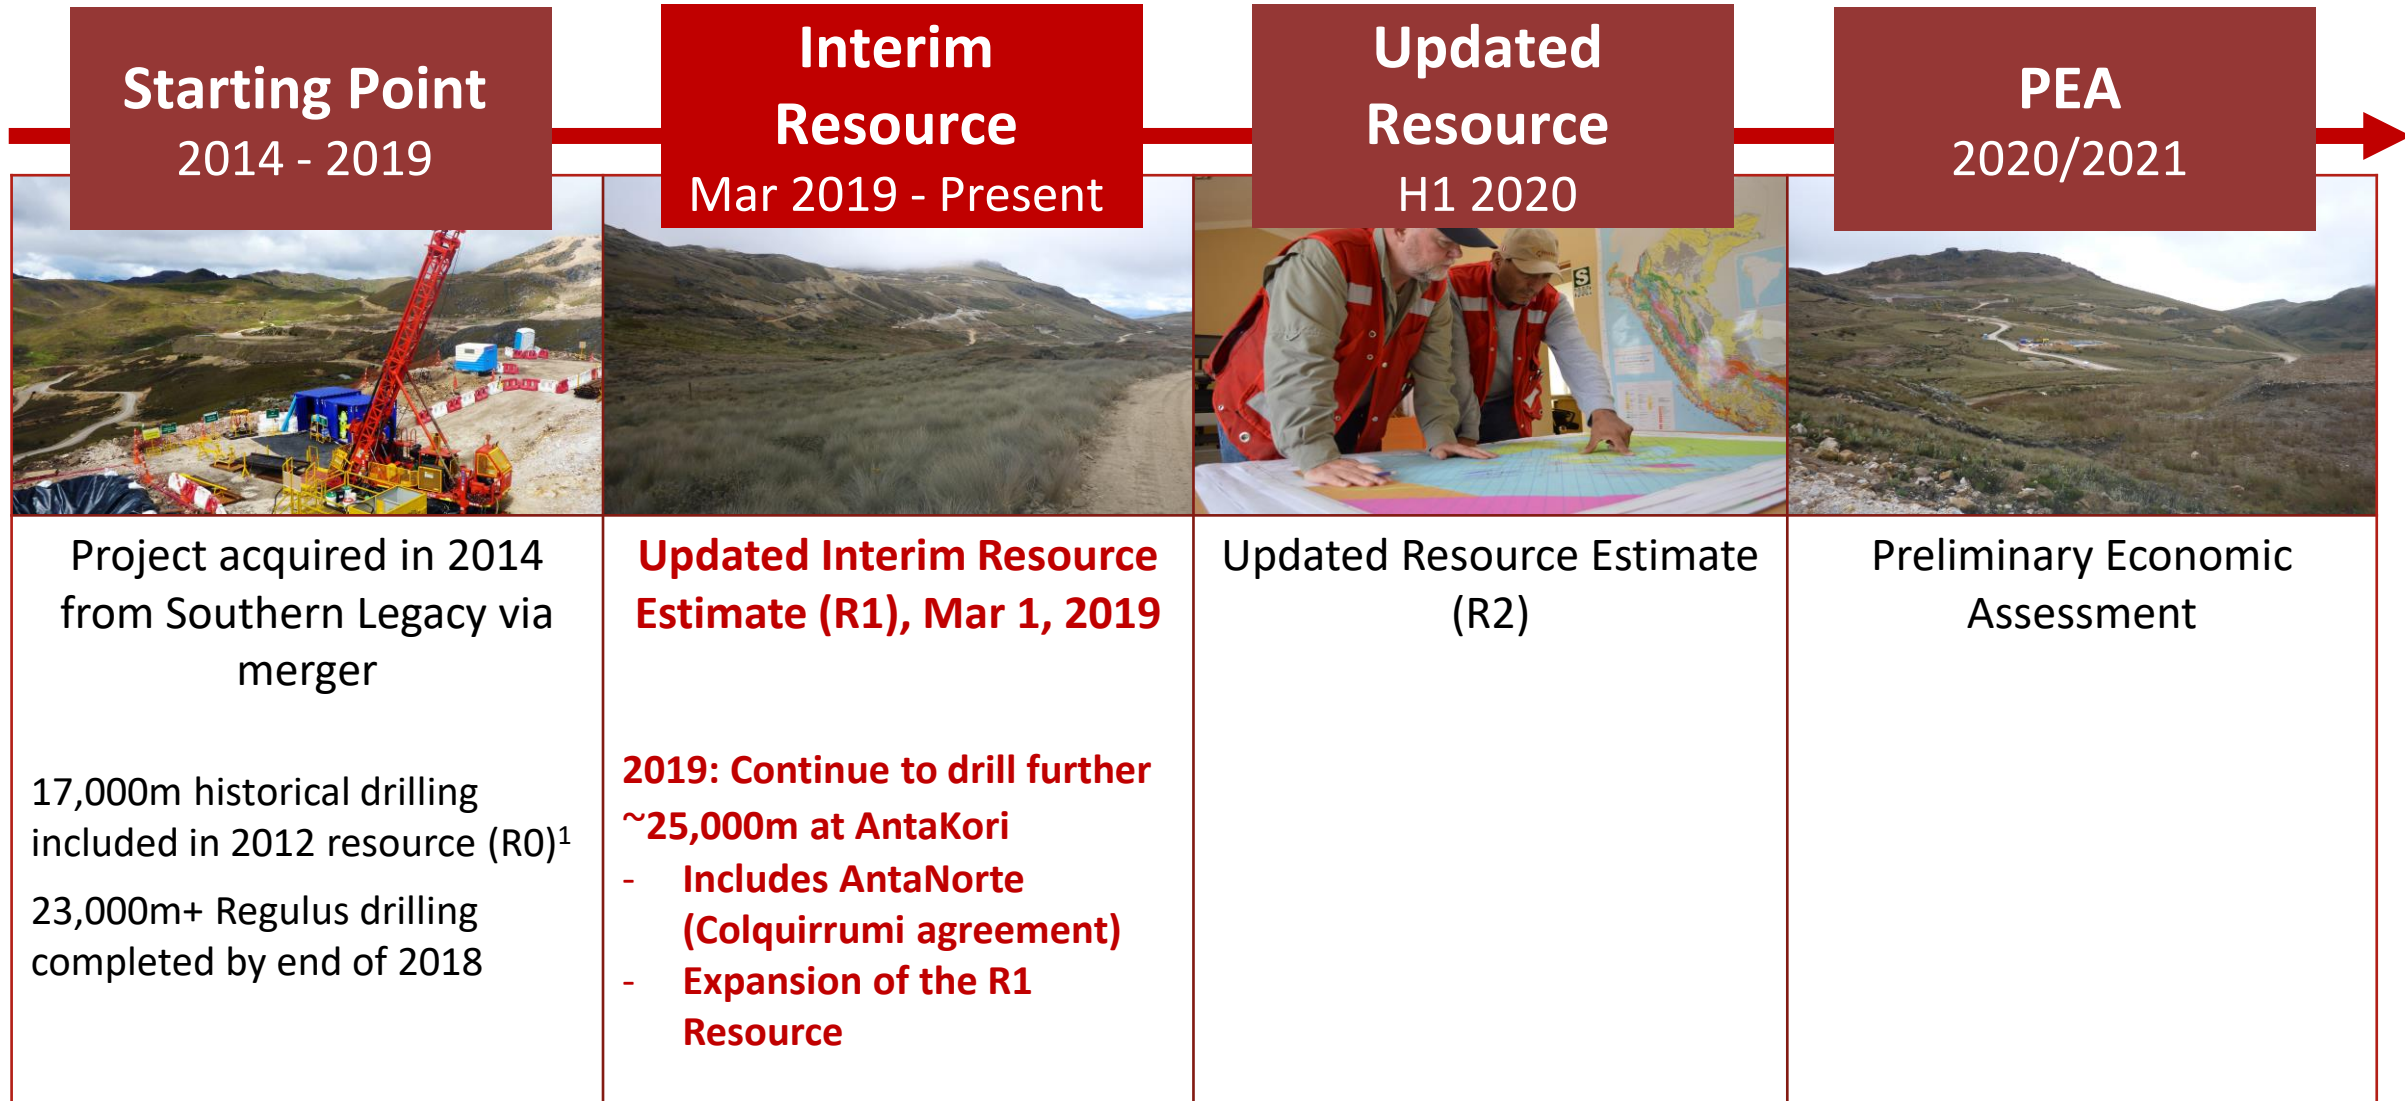 Starting Point
2014 - 2019
Interim
Resource
Mar 2019 - Present
Updated
Resource
H1 2020
PEA
2020/2021
Project acquired in 2014
from Southern Legacy via
merger
17,000m historical drilling
included in 2012 resource (R0)¹
23,000m+ Regulus drilling
completed by end of 2018
Updated Interim Resource
Estimate (R1), Mar 1, 2019
2019: Continue to drill further
~25,000m at AntaKori
- Includes AntaNorte
(Colquirrumi agreement)
- Expansion of the R1
Resource
S
Updated Resource Estimate
(R2)
Preliminary Economic
Assessment